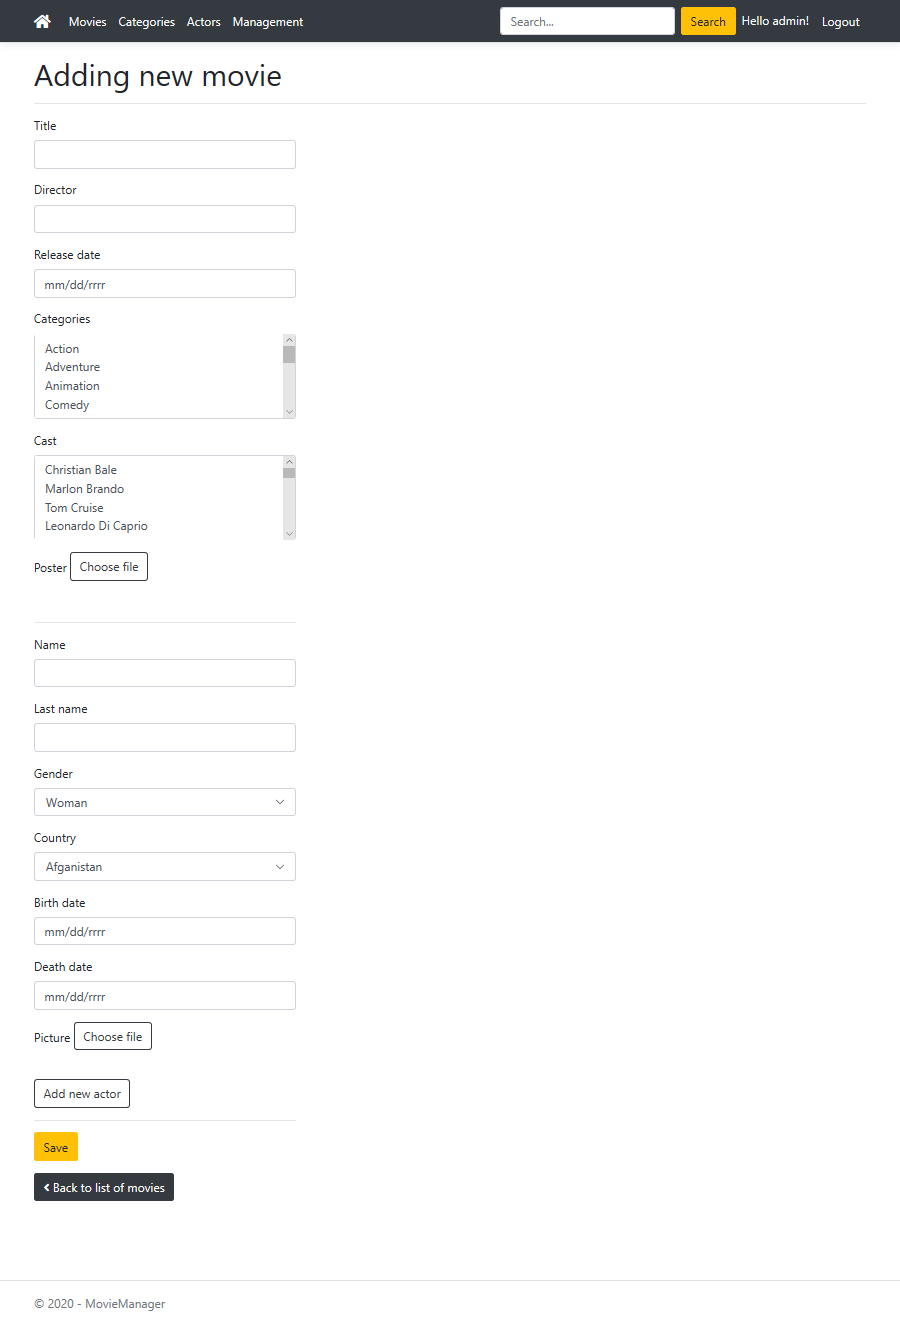 Movies Categories Actors Management Search... Search Hello admin! Logout
Adding new movie
Title
Director
Release date
mm/dd/rrrr
Categories
Action
Adventure
Animation
Comedy
Cast
Christian Bale
Marlon Brando
Tom Cruise
Leonardo Di Caprio
Poster Choose file
Name
Last name
Gender
Woman
Country
Afganistan
Birth date
mm/dd/rrrr
Death date
mm/dd/rrrr
Picture Choose file
Add new actor
Save
Back to list of movies
© 2020 - MovieManager